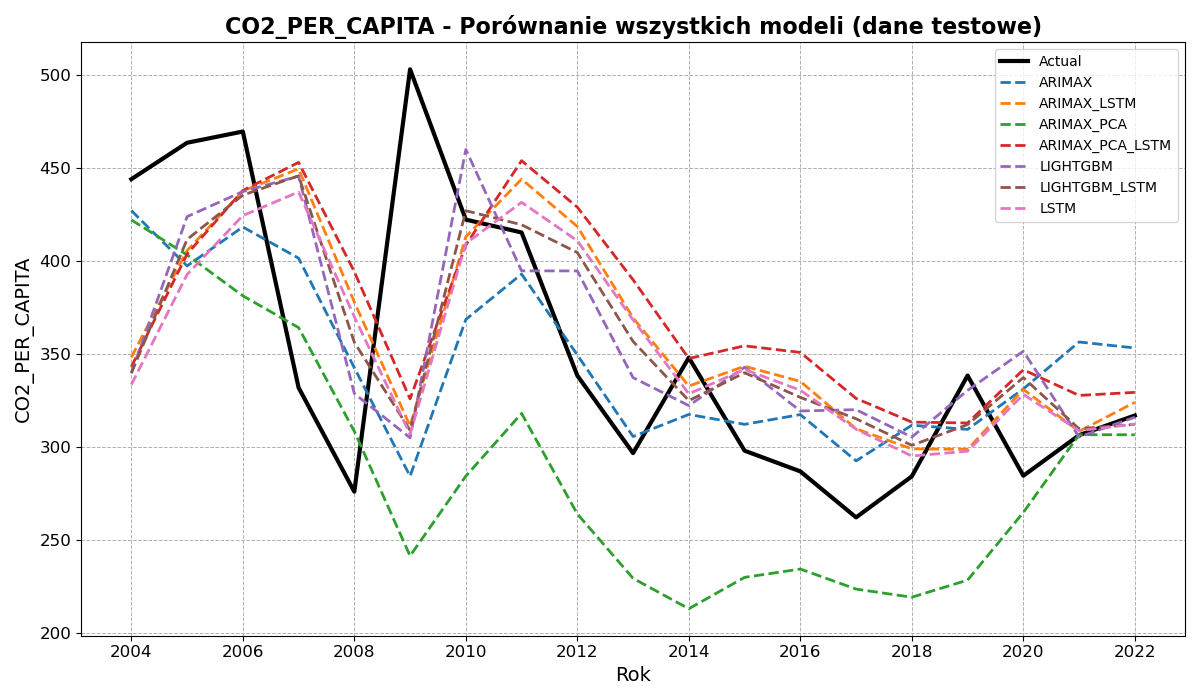 CO2_PER_CAPITA - Porównanie wszystkich modeli (dane testowe)
Actual
ARIMAX
ARIMAX_LSTM
ARIMAX_PCA
ARIMAX_PCA_LSTM
LIGHTGBM
LIGHTGBM_LSTM
LSTM
CO2_PER_CAPITA
500
450
400
350
300
250
200
2004 2006 2008 2010 2012 2014 2016 2018 2020 2022
Rok